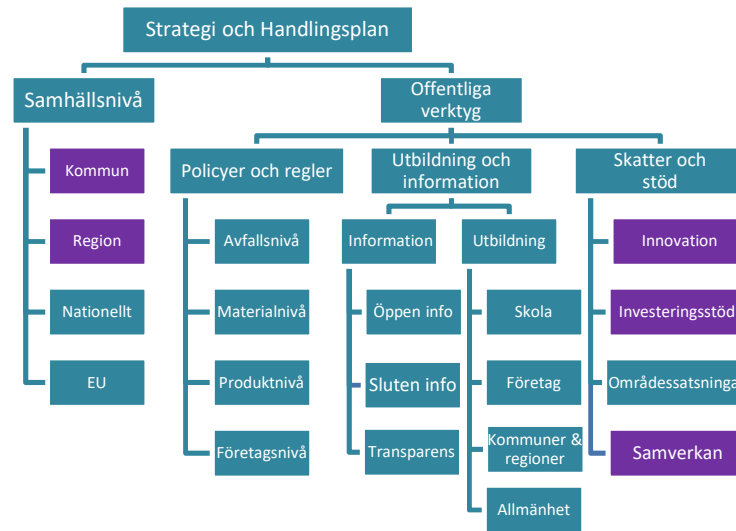 Strategi och Handlingsplan
Samhällsnivå
Offentliga
verktyg
Kommun
Region
Nationellt
EU
Policyer och regler
Utbildning och
information
Skatter och
stöd
Avfallsnivå
Materialnivå
Produktnivå
Företagsnivå
Information
Öppen info
Sluten info
Transparens
Utbildning
Skola
Företag
Kommuner &
regioner
Allmänhet
Innovation
Investeringsstöd
Områdessatsninga
Samverkan